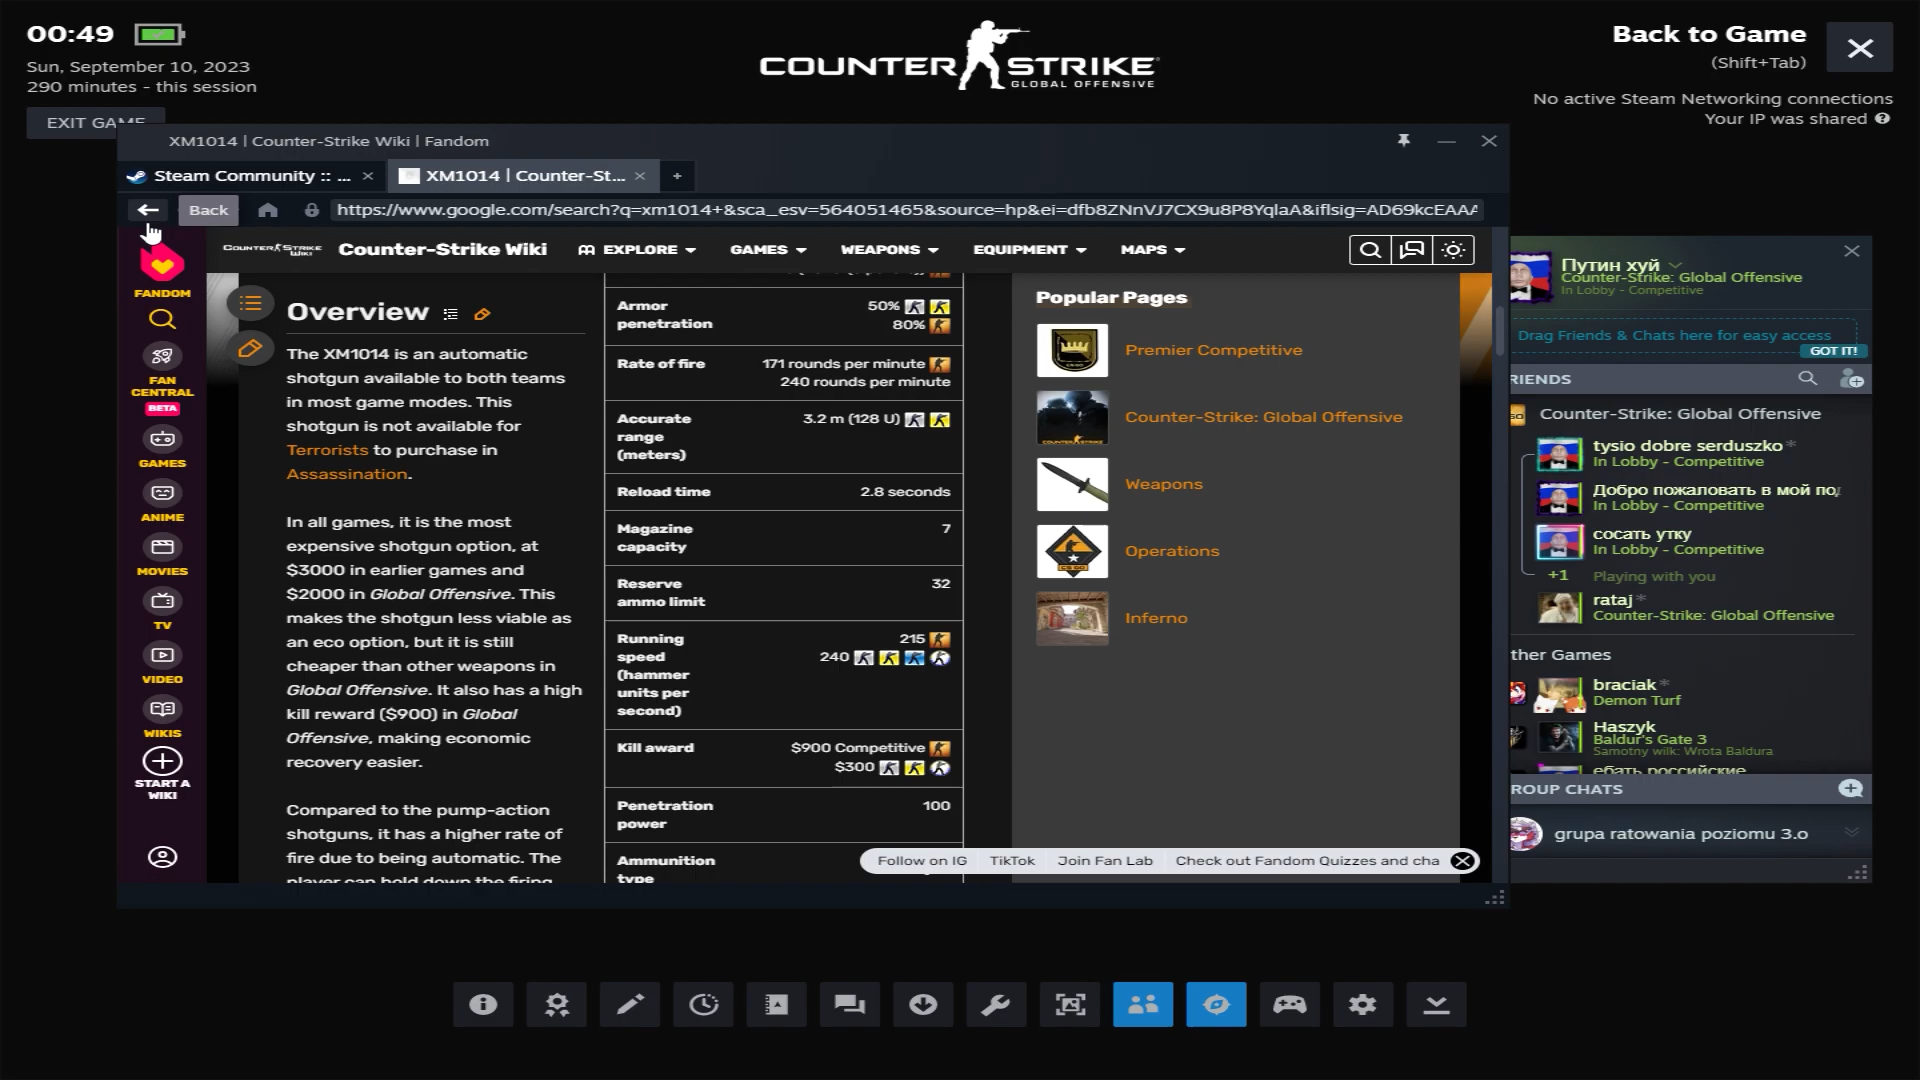 00:49
Sun, September 10, 2023
290 minutes - this session
EXIT GAME
COUNTER STRIKE
GLOBAL OFFENSIVE
Back to Game
(Shift+Tab)
No active Steam Networking connections
Your IP was shared
XM1014 | Counter-Strike Wiki | Fandom
Steam Community :: ...
XM1014 | Counter-St...
Back
https://www.google.com/search?q=xm1014+&sca_esv=564051465&source=hp&ei=dfb8ZNnVJ7CX9u8P8YqlaA&iflsig=AD69kcEAAA
COUNTER STRIKE WIKI
Counter-Strike Wiki
EXPLORE
GAMES
WEAPONS
EQUIPMENT
MAPS
FANDOM
FAN CENTRAL
BETA
GAMES
ANIME
MOVIES
TV
VIDEO
WIKIS
START A WIKI
Overview
The XM1014 is an automatic
shotgun available to both teams
in most game modes. This
shotgun is not available for
Terrorists to purchase in
Assassination.
In all games, it is the most
expensive shotgun option, at
$3000 in earlier games and
$2000 in Global Offensive. This
makes the shotgun less viable as
an eco option, but it is still
cheaper than other weapons in
Global Offensive. It also has a high
kill reward ($900) in Global
Offensive, making economic
recovery easier.
Compared to the pump-action
shotguns, it has a higher rate of
fire due to being automatic. The
player can hold down the firing
Armor penetration
50%
80%
Rate of fire
171 rounds per minute
240 rounds per minute
Accurate range (meters)
3.2 m (128 U)
Reload time
2.8 seconds
Magazine capacity
7
Reserve ammo limit
32
Running speed (hammer units per second)
215
240
Kill award
$900 Competitive
$300
Penetration power
100
Ammunition type
Popular Pages
Premier Competitive
Counter-Strike: Global Offensive
Weapons
Operations
Inferno
Follow on IG
TikTok
Join Fan Lab
Check out Fandom Quizzes and cha
Путин хуй
Counter-Strike: Global Offensive
In Lobby - Competitive
Drag Friends & Chats here for easy access
GOT IT!
RIENDS
Counter-Strike: Global Offensive
tysio dobre serduszko*
In Lobby - Competitive
Добро пожаловать в мой по
In Lobby - Competitive
сосать утку
In Lobby - Competitive
+1
Playing with you
rataj*
Counter-Strike: Global Offensive
ther Games
braciak*
Demon Turf
Haszyk
Baldur's Gate 3
Samotny wilk: Wrota Baldura
ебать российские
ROUP CHATS
grupa ratowania poziomu 3.o